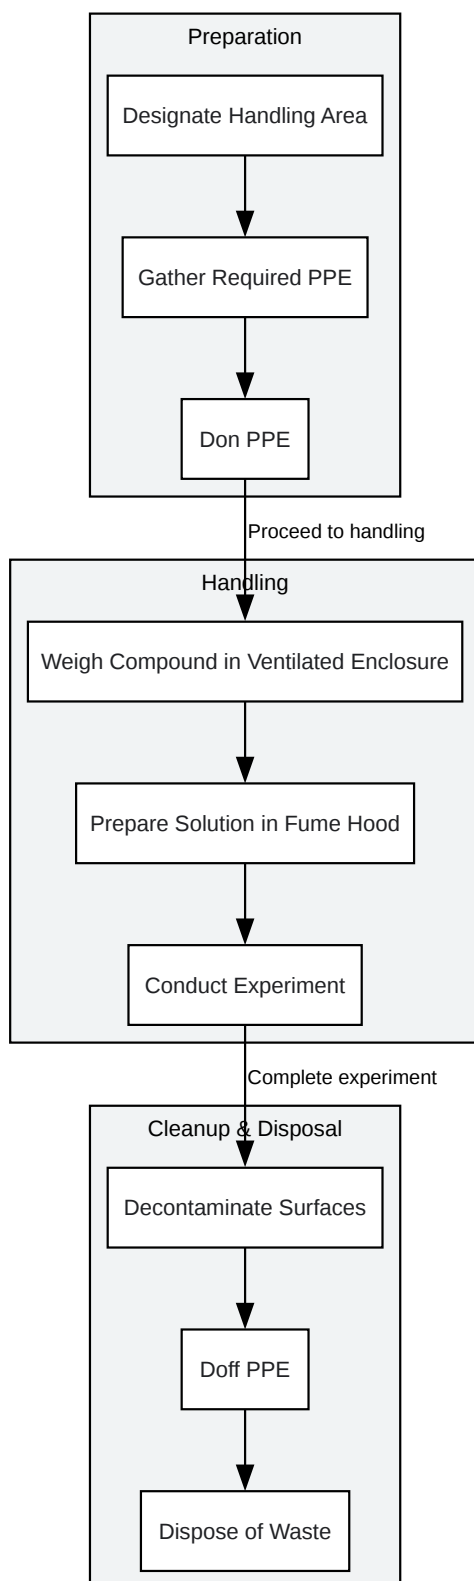 Preparation
Designate Handling Area
Gather Required PPE
Don PPE
Proceed to handling
Handling
Weigh Compound in Ventilated Enclosure
Prepare Solution in Fume Hood
Conduct Experiment
Complete experiment
Cleanup & Disposal
Decontaminate Surfaces
Doff PPE
Dispose of Waste